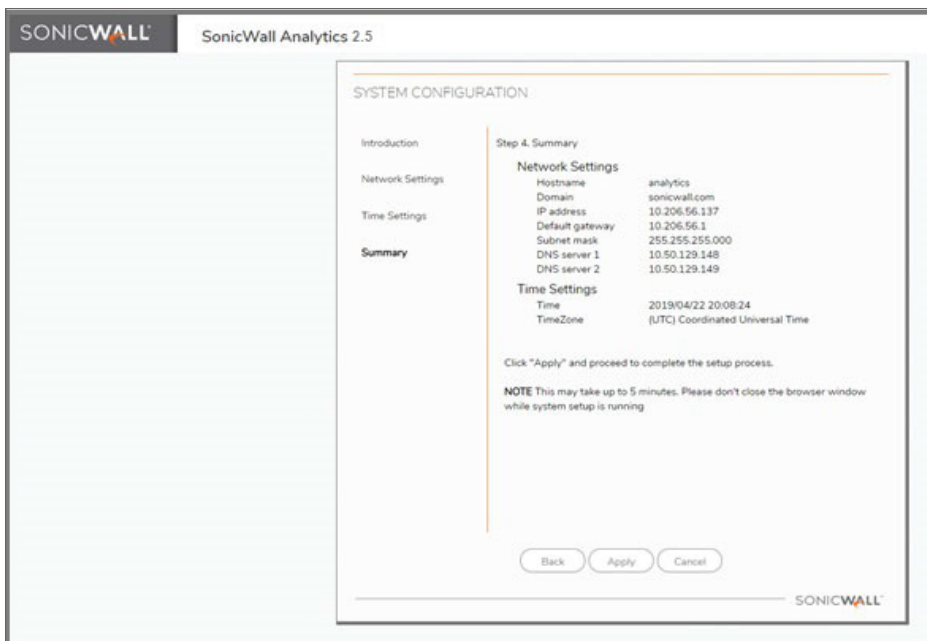 SONICWALL
SonicWall Analytics 2.5
SYSTEM CONFIGURATION
Introduction
Network Settings
Time Settings
Summary
Step 4. Summary
Network Settings
Hostname analytics
Domain sonicwall.com
IP address 10.206.56.137
Default gateway 10.206.56.1
Subnet mask 255.255.255.000
DNS server 1 10.50.129.148
DNS server 2 10.50.129.149
Time Settings
Time 2019/04/22 20:08:24
TimeZone (UTC) Coordinated Universal Time
Click "Apply" and proceed to complete the setup process.
NOTE This may take up to 5 minutes. Please don't close the browser window
while system setup is running
Back Apply Cancel
SONICWALL